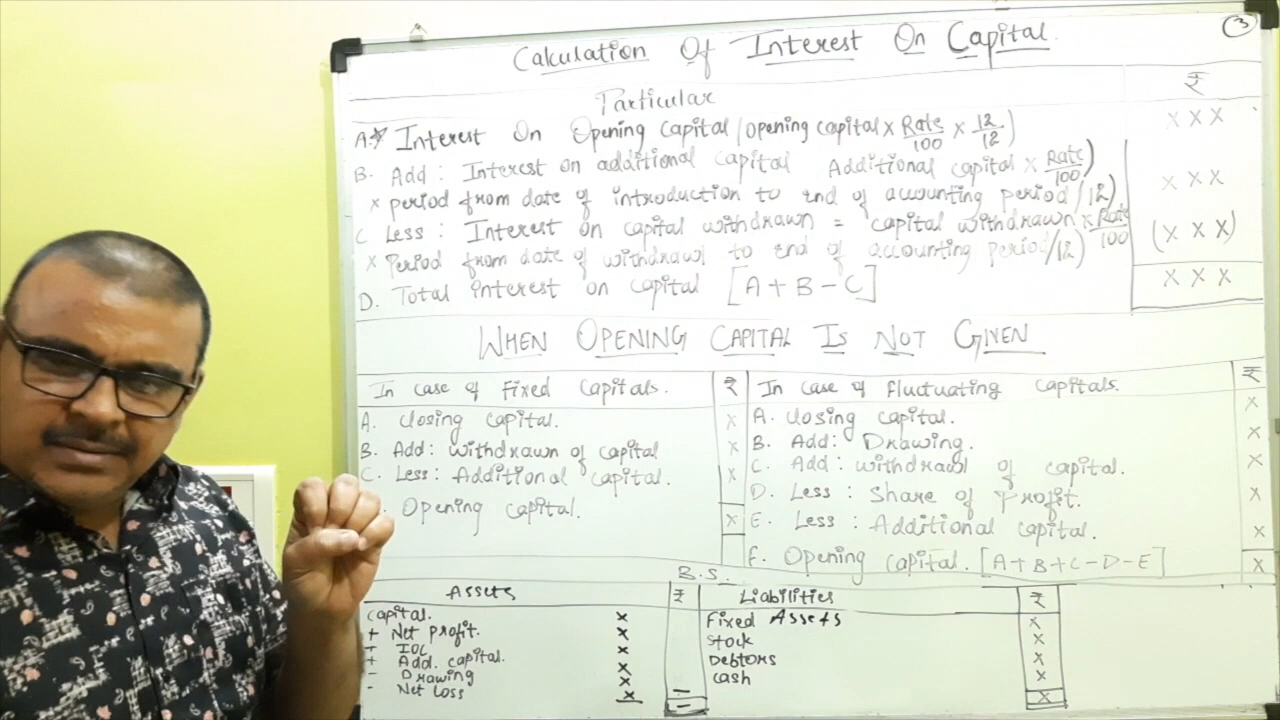 3
Calculation Of Interest On Capital
Particular ₹
A. Interest On Opening Capital (opening capital × Rate/100 × 12/12) X X X
B. Add: Interest on additional capital Additional capital × Rate/100)
× period from date of introduction to end of accounting period/12) X X X
C Less: Interest on capital withdrawn = capital withdrawn × Rate/100
× Period from date of withdrawl to end of accounting period/12) (X X X)
D. Total interest on capital [A+B-C] X X X
WHEN OPENING CAPITAL IS NOT GIVEN
In case of Fixed Capitals. ₹
A. Closing capital. X
B. Add: withdrawn of capital X
C. Less: Additional capital. X
Opening capital. X
In case of Fluctuating capitals. ₹
A. Closing capital. X
B. Add: Drawing. X
C. Add: withdrawl of capital. X
D. Less: Share of Profit. X
E. Less: Additional capital. X
F. Opening capital. [A+B+C-D-E] X
B.S.
Assets ₹ Liabilities ₹
capital. X Fixed Assets X
+ Net profit. X Stock X
+ IOC X Debtors X
+ Add. capital. X cash X
- Drawing X
- Net Loss X - X